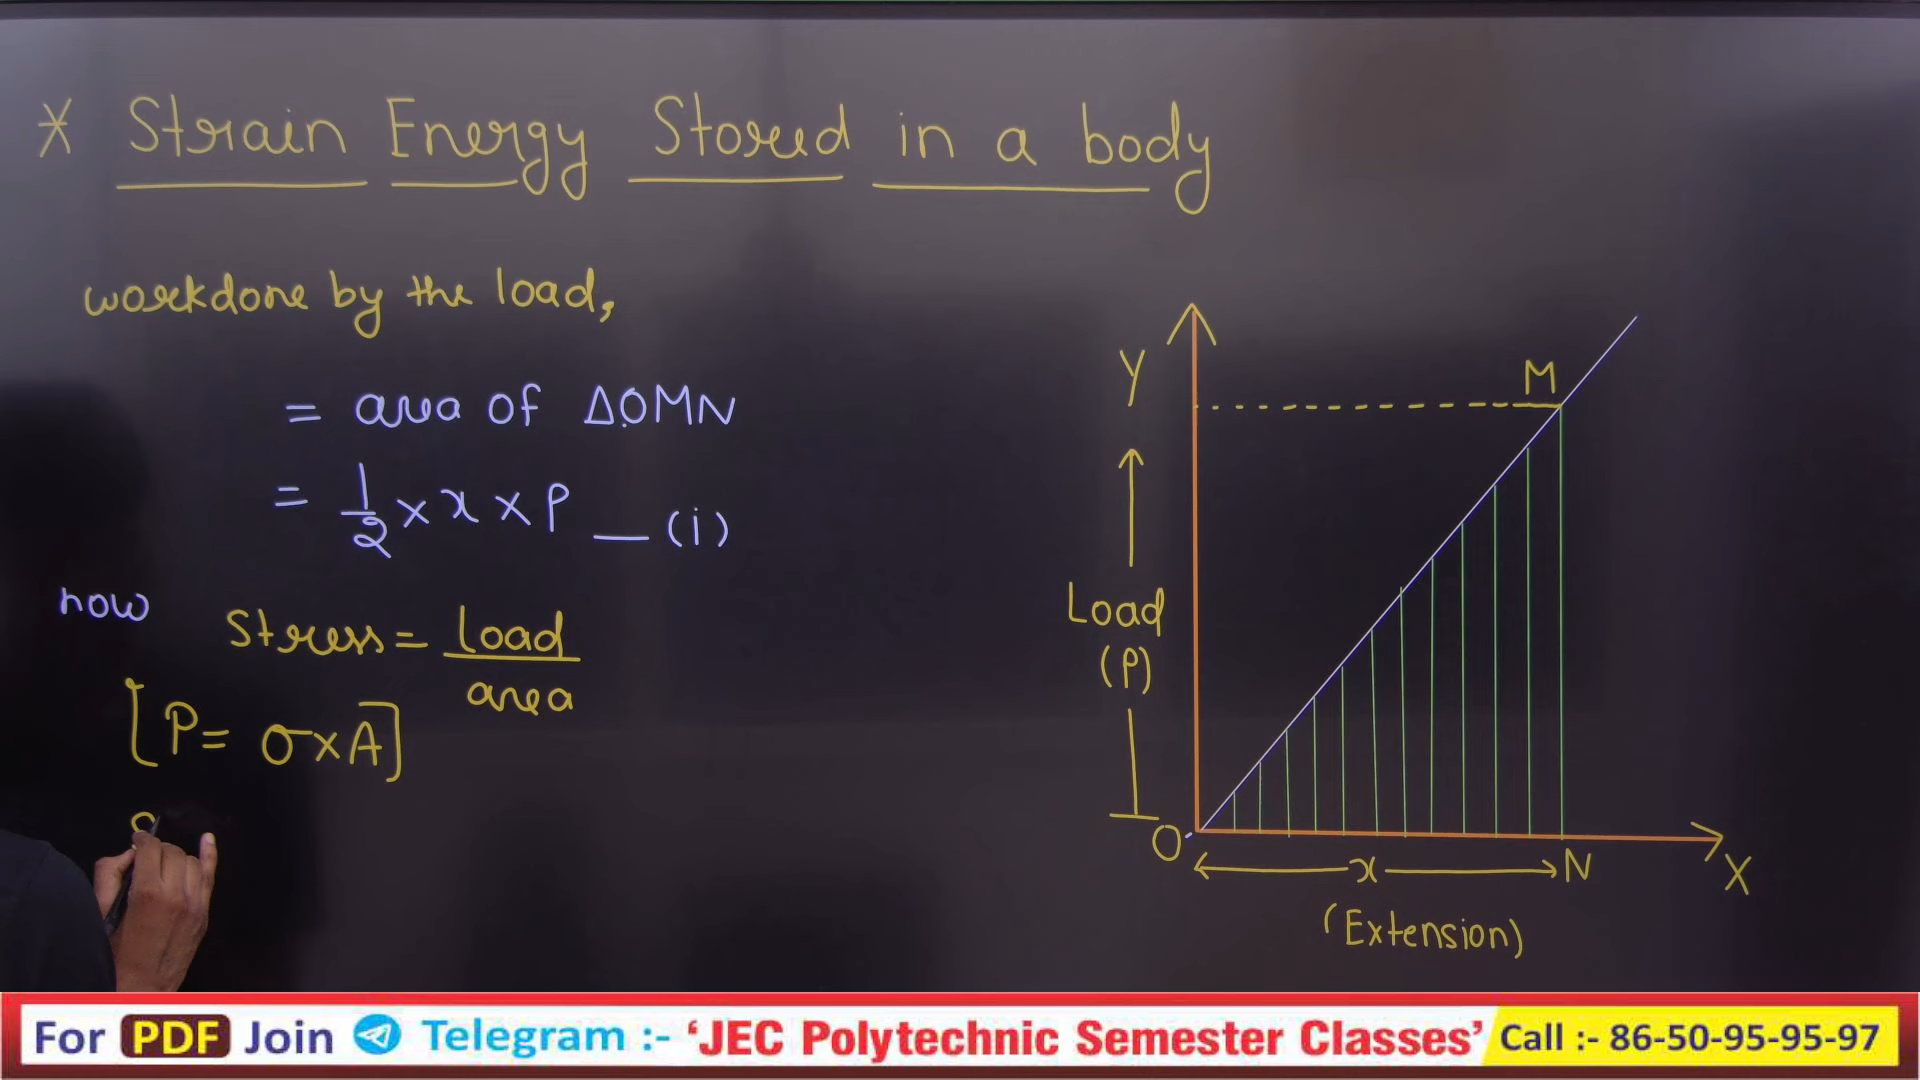 * Strain Energy Stored in a body
workdone by the load,
= area of ΔOMN
= 1/2 × x × P — (i)
now Stress = Load/area
[P = σ × A]
S
Y
M
Load
(P)
O
x
N
X
(Extension)
For PDF Join Telegram :- 'JEC Polytechnic Semester Classes' Call :- 86-50-95-95-97